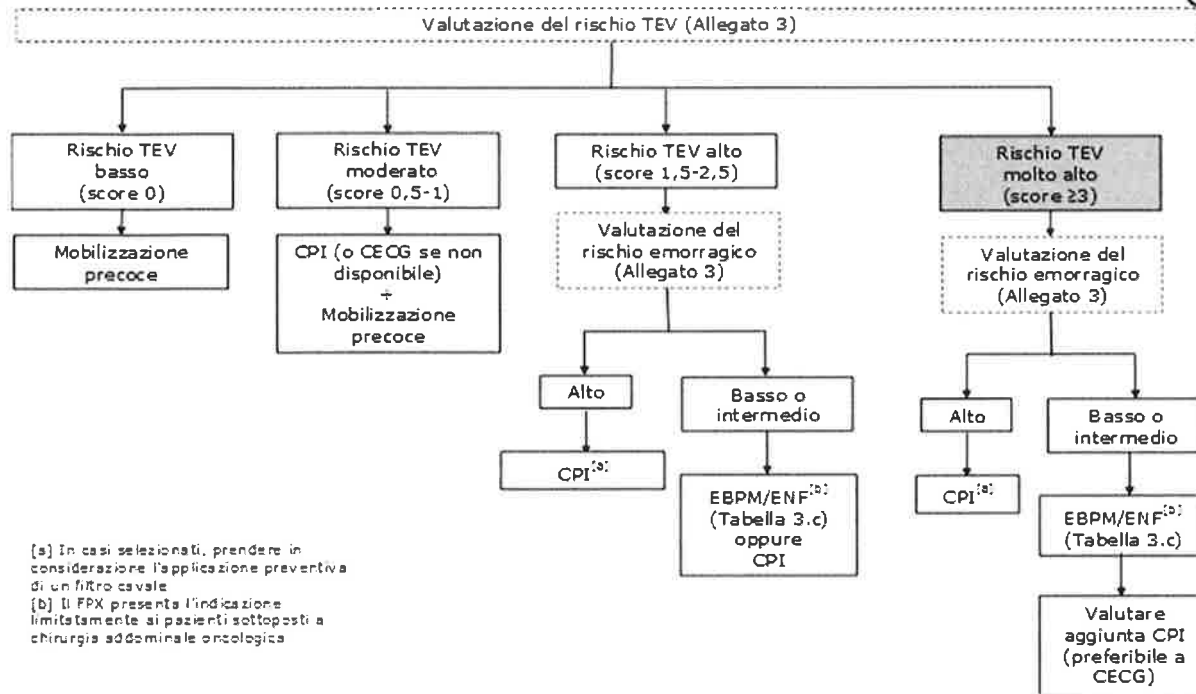 Valutazione del rischio TEV (Allegato 3)
Rischio TEV
basso
(score 0)
Mobilizzazione
precoce
Rischio TEV
moderato
(score 0,5-1)
CPI (o CECG se non
disponibile)
+
Mobilizzazione
precoce
Rischio TEV alto
(score 1,5-2,5)
Valutazione del
rischio emorragico
(Allegato 3)
Alto
CPI[a]
Basso o
intermedio
EBPM/ENF[b]
(Tabella 3.c)
oppure
CPI
Rischio TEV
molto alto
(score ≥3)
Valutazione del
rischio emorragico
(Allegato 3)
Alto
CPI[a]
Basso o
intermedio
EBPM/ENF[b]
(Tabella 3.c)
Valutare
aggiunta CPI
(preferibile a
CECG)
[a] In casi selezionati, prendere in
considerazione l'applicazione preventiva
di un filtro cavale
[b] Il FPX presenta l'indicazione
limitatamente ai pazienti sottoposti a
chirurgia addominale oncologica